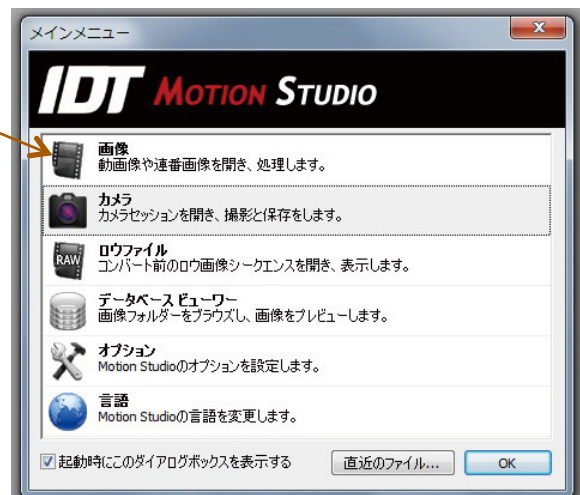 メインメニュー
IDT MOTION STUDIO
画像
動画像や連番画像を開き、処理します。
カメラ
カメラセッションを開き、撮影と保存をします。
RAW
ロウファイル
コンバート前のロウ画像シークエンスを開き、表示します。
データベース ビューワー
画像フォルダーをブラウズし、画像をプレビューします。
オプション
Motion Studioのオプションを設定します。
言語
Motion Studioの言語を変更します。
起動時にこのダイアログボックスを表示する
直近のファイル...
OK